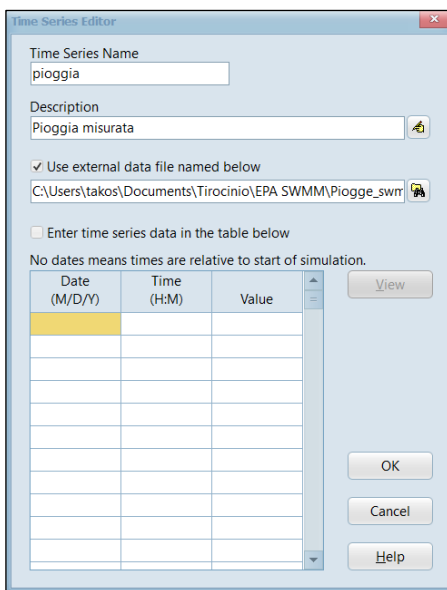 Time Series Editor
Time Series Name
pioggia
Description
Pioggia misurata
Use external data file named below
C:\Users\takos\Documents\Tirocinio\EPA SWMM\Piogge_swm
Enter time series data in the table below
No dates means times are relative to start of simulation.
Date (M/D/Y) Time (H:M) Value
View
OK
Cancel
Help